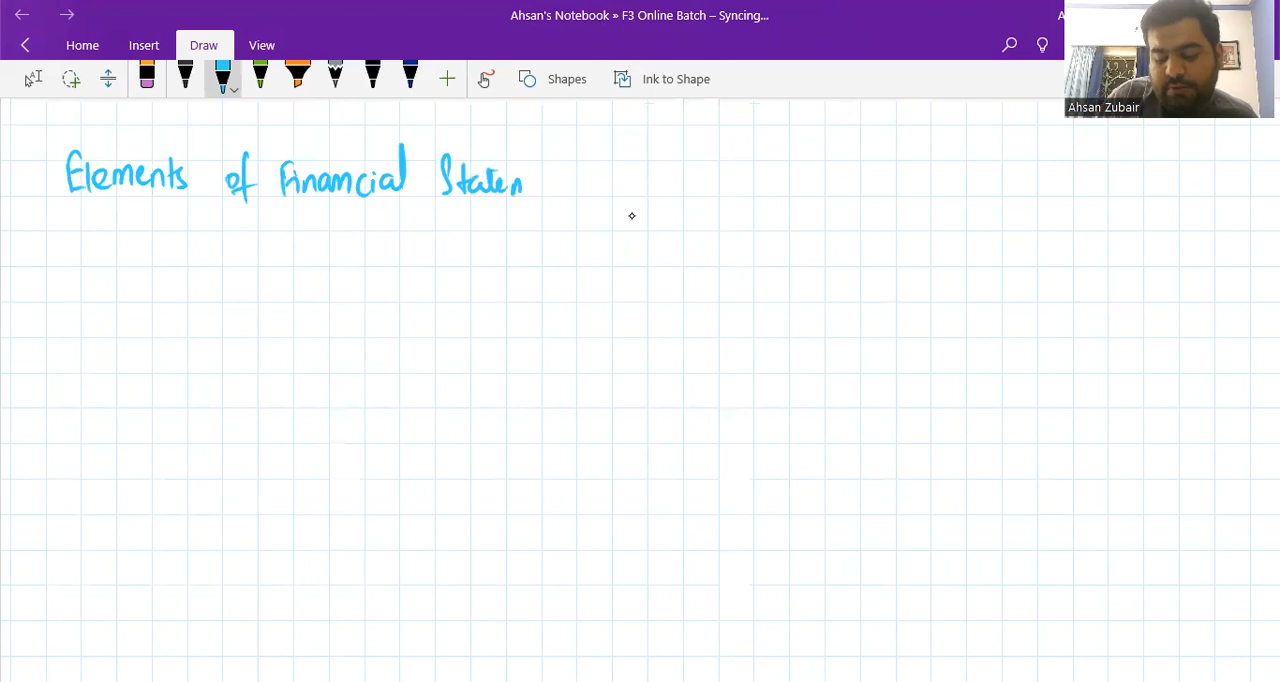 Ahsan's Notebook » F3 Online Batch – Syncing...
Home Insert Draw View
Shapes Ink to Shape
Ahsan Zubair
Elements of Financial Staten